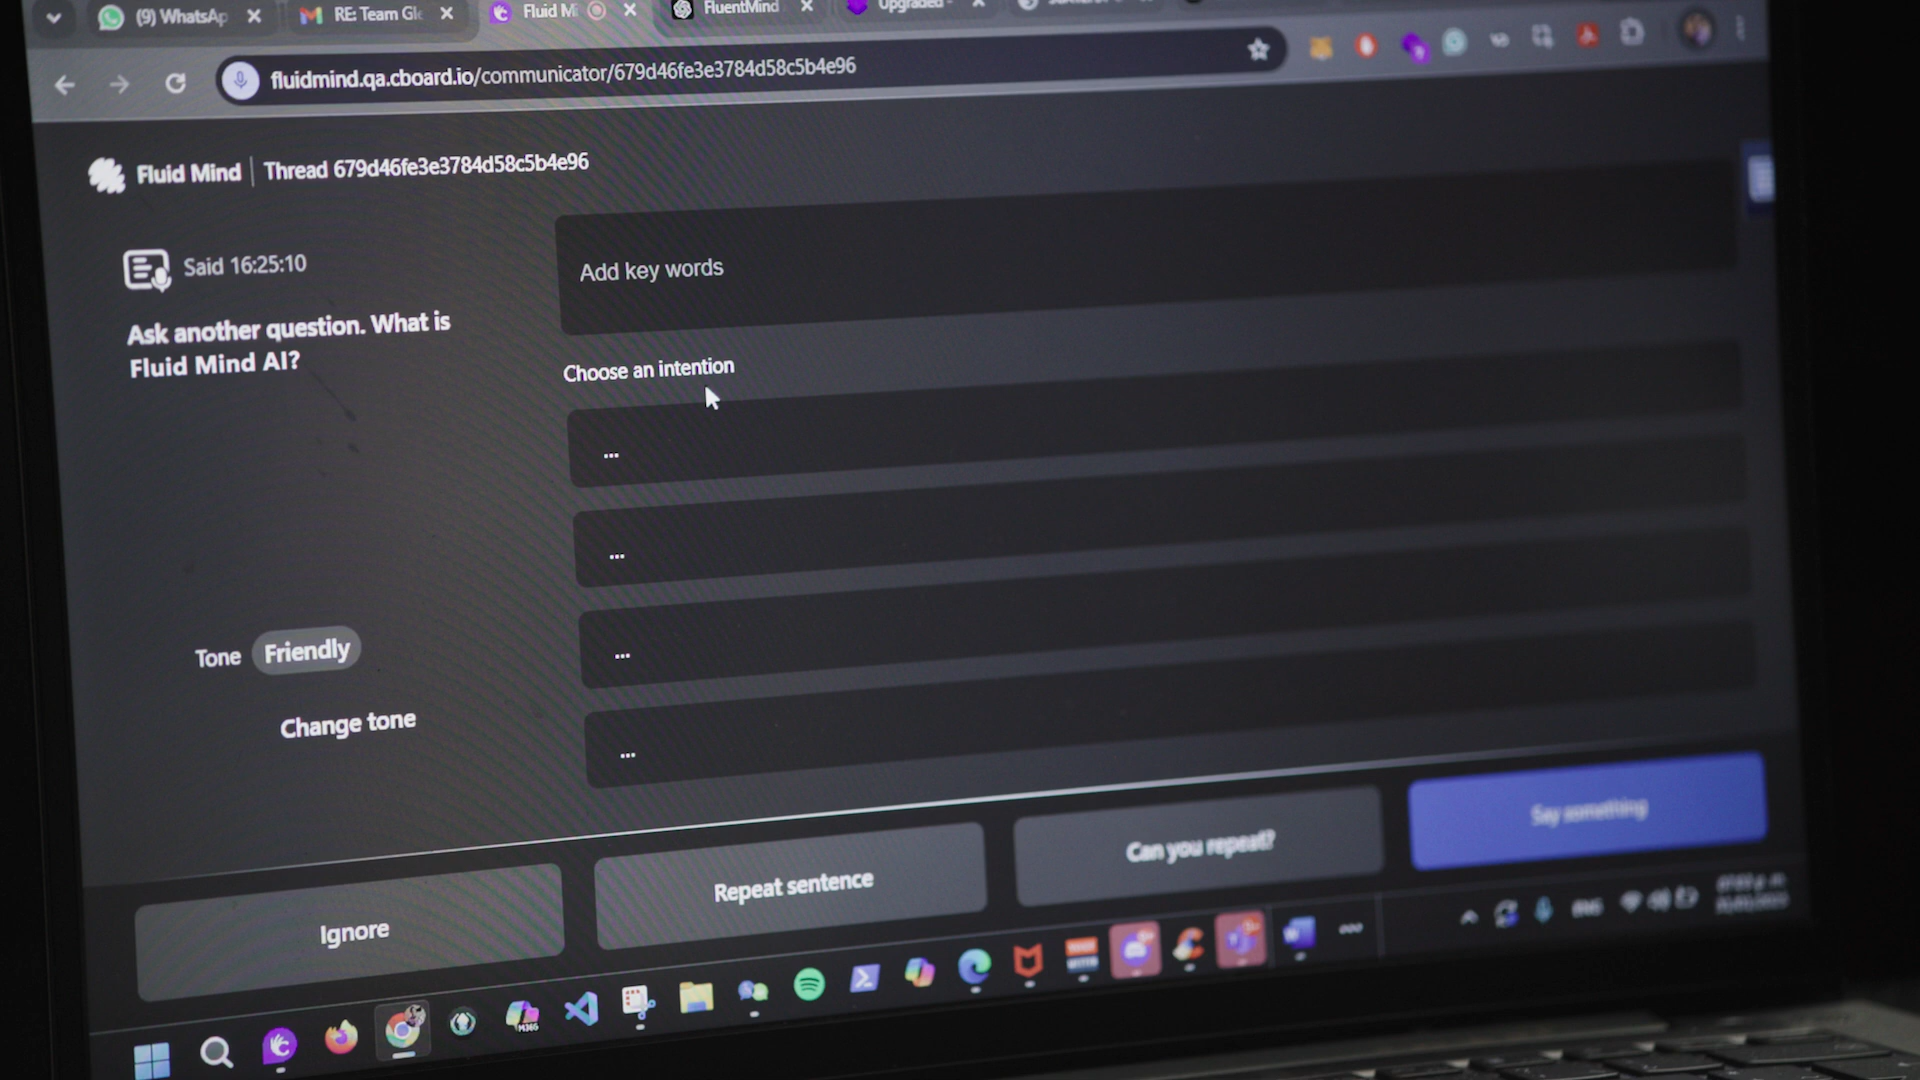 (9) WhatsAp
RE: Team Gle
Fluid Mi
FluentMind
Upgraded
fluidmind.qa.cboard.io/communicator/679d46fe3e3784d58c5b4e96
Fluid Mind | Thread 679d46fe3e3784d58c5b4e96
Said 16:25:10
Ask another question. What is
Fluid Mind AI?
Add key words
Choose an intention
...
...
...
...
Tone Friendly
Change tone
Ignore
Repeat sentence
Can you repeat?
Say something
M365
ENG